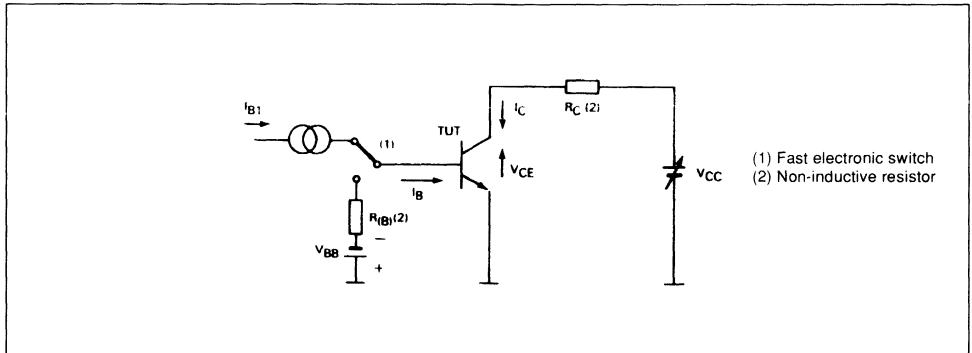 I_B1
(1)
TUT
I_C
R_C (2)
V_CE
V_CC
I_B
R_(B) (2)
−
V_BB
+
(1) Fast electronic switch
(2) Non-inductive resistor